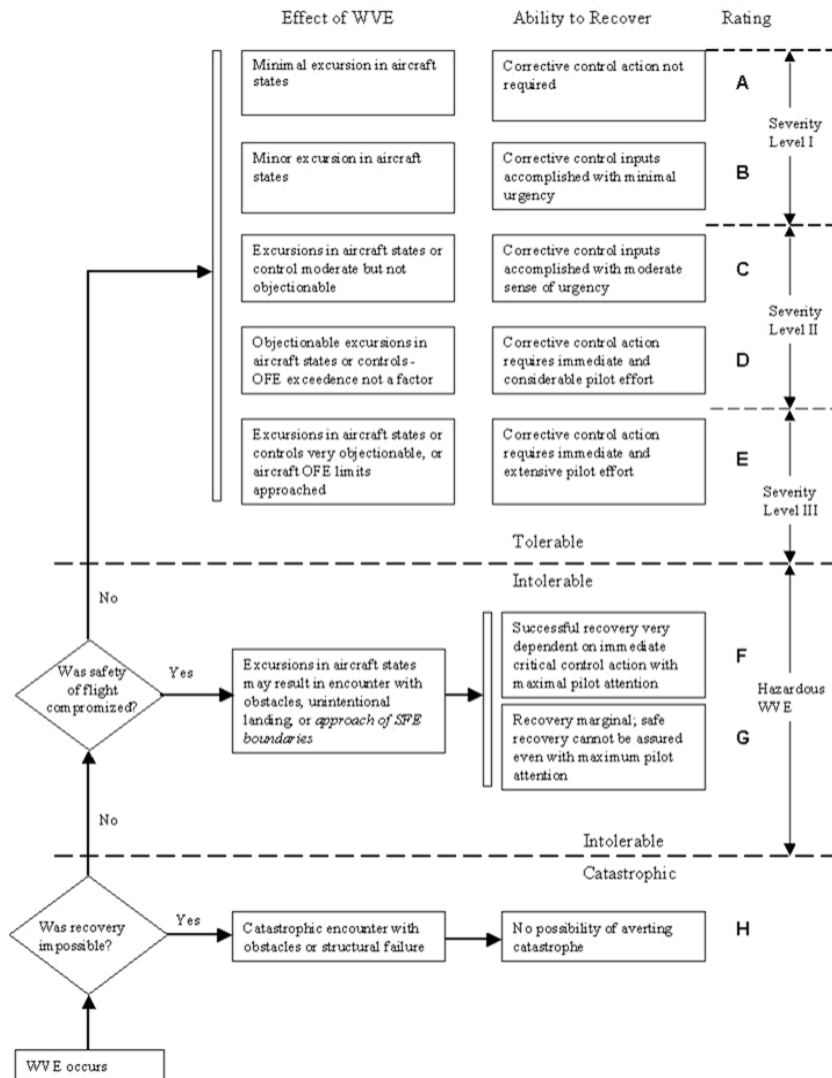 Effect of WVE
Ability to Recover
Rating
Minimal excursion in aircraft
states
Corrective control action not
required
A
Severity
Level I
Minor excursion in aircraft
states
Corrective control inputs
accomplished with minimal
urgency
B
Excursions in aircraft states or
control moderate but not
objectionable
Corrective control inputs
accomplished with moderate
sense of urgency
C
Severity
Level II
Objectionable excursions in
aircraft states or controls -
OFE exceedence not a factor
Corrective control action
requires immediate and
considerable pilot effort
D
Excursions in aircraft states or
controls very objectionable, or
aircraft OFE limits
approached
Corrective control action
requires immediate and
extensive pilot effort
E
Severity
Level III
Tolerable
Intolerable
No
Was safety
of flight
compromized?
Yes
Excursions in aircraft states
may result in encounter with
obstacles, unintentional
landing, or approach of SFE
boundaries
Successful recovery very
dependent on immediate
critical control action with
maximal pilot attention
F
Hazardous
WVE
Recovery marginal; safe
recovery cannot be assured
even with maximum pilot
attention
G
No
Intolerable
Catastrophic
Was recovery
impossible?
Yes
Catastrophic encounter with
obstacles or structural failure
No possibility of averting
catastrophe
H
WVE occurs